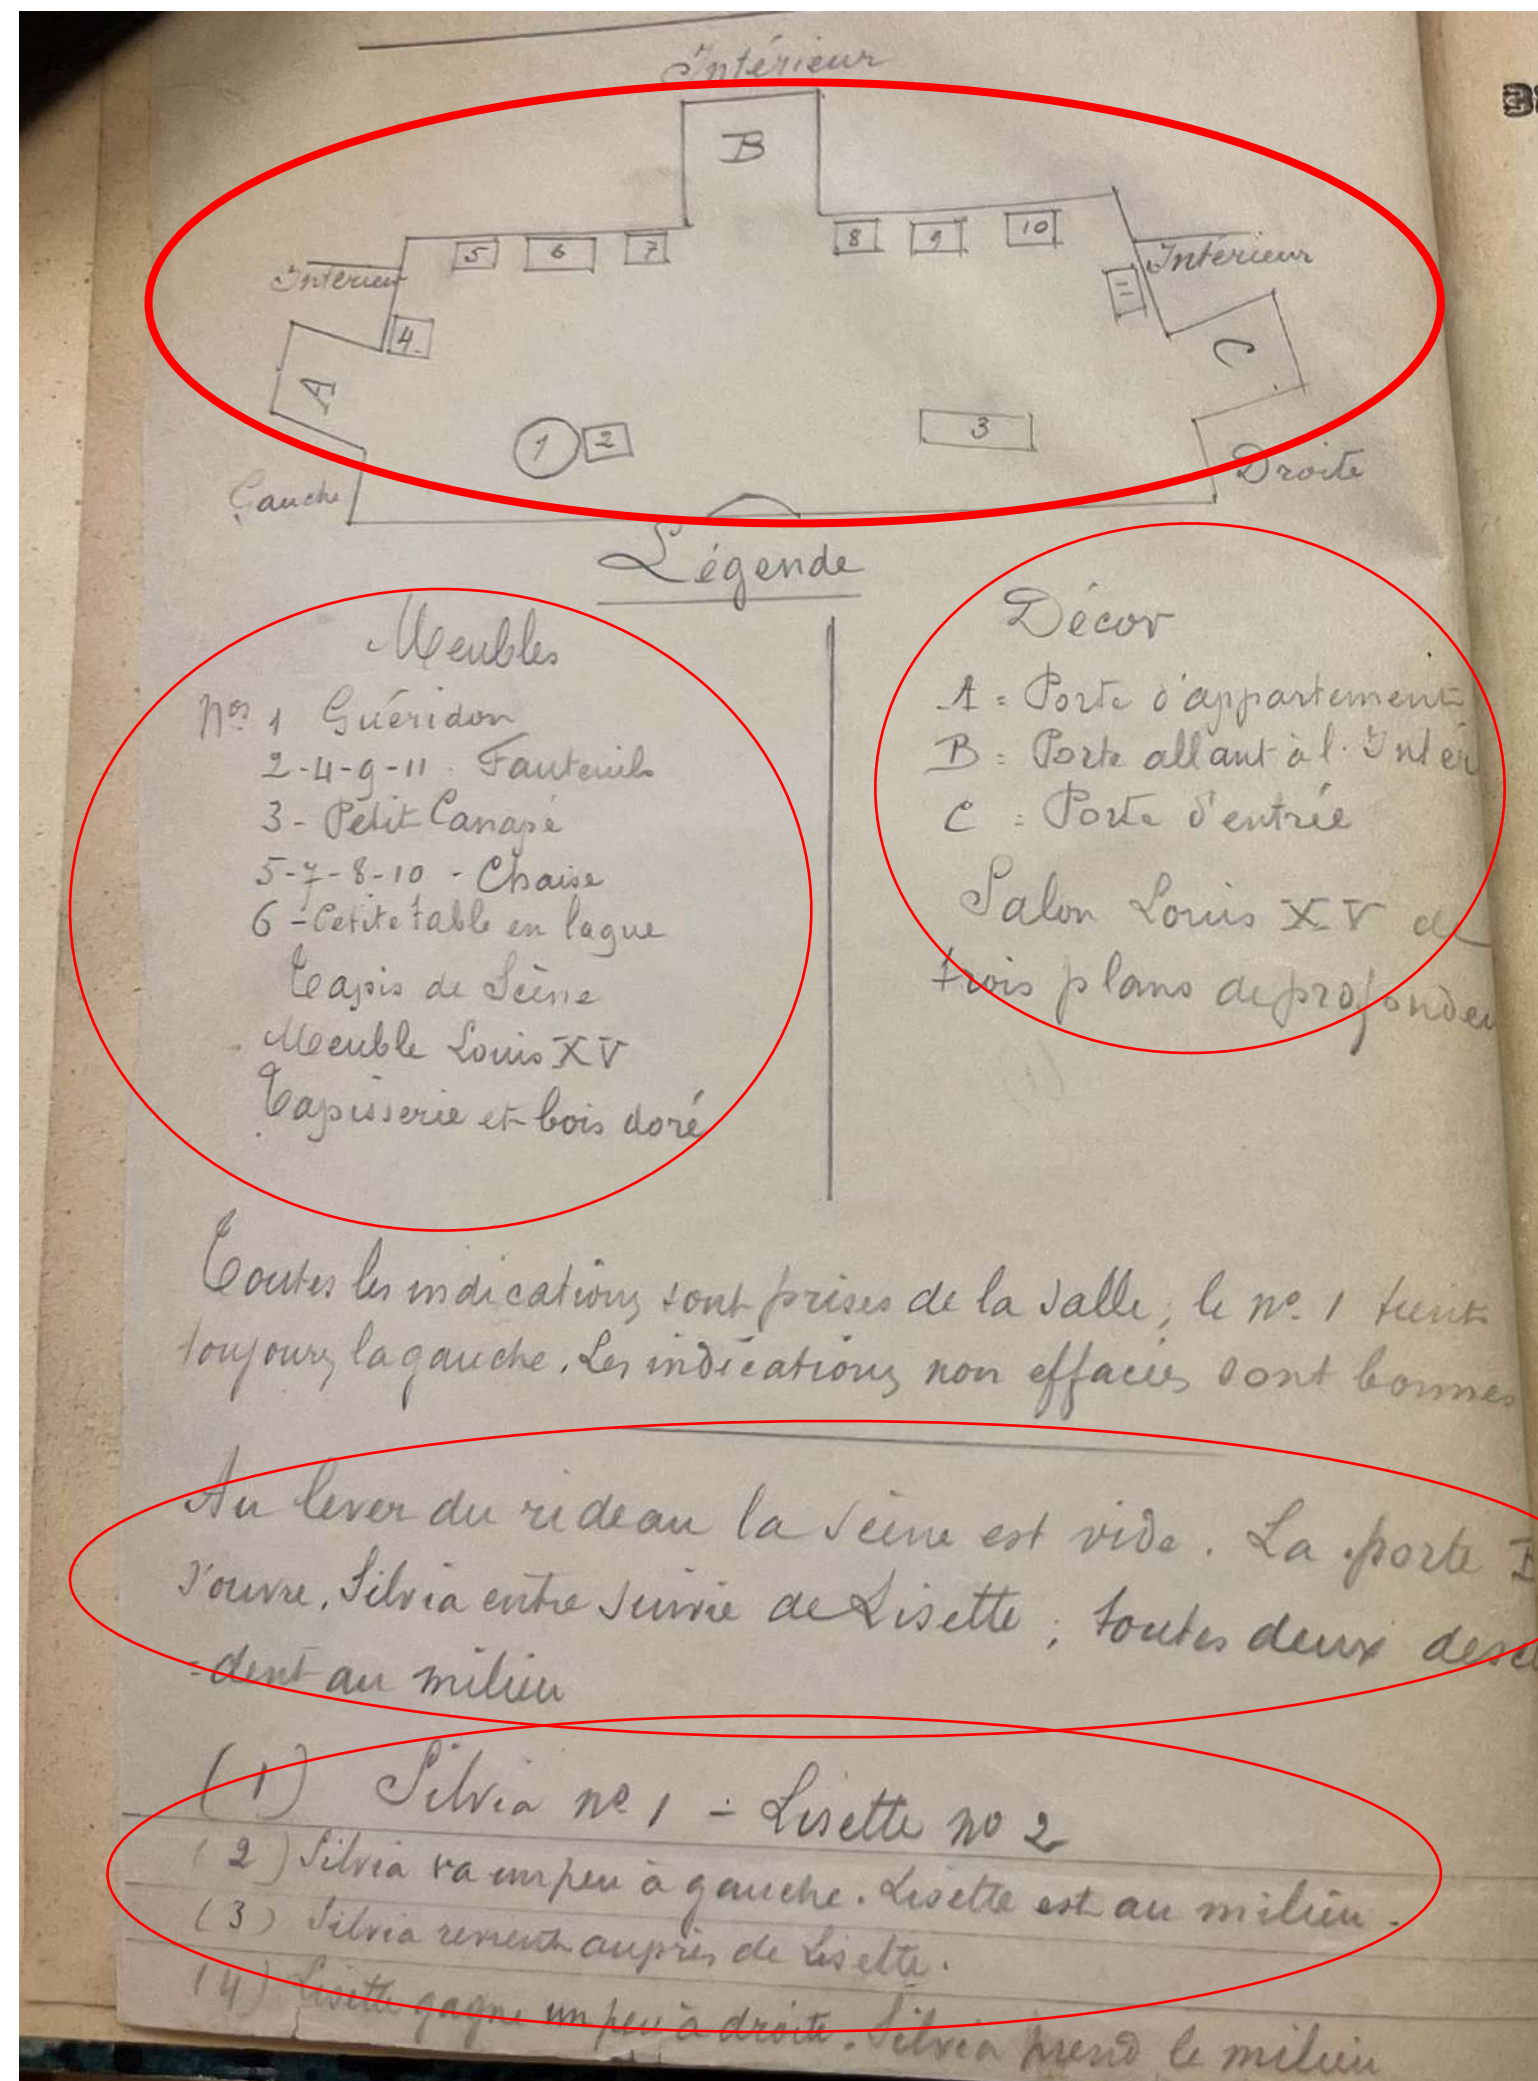 Intérieur
B
5 6 7 8 9 10
Intérieur Intérieur
4 11
A C
1 2 3
Gauche Droite
Légende
Meubles
Nos 1 Guéridon
2-4-9-11. Fauteuils
3 - Petit Canapé
5-7-8-10 - Chaise
6 - Petite table en laque
Tapis de Scène
Meuble Louis XV
Tapisserie et bois doré
Décor
A = Porte d'appartement
B = Porte allant à l'Intér
C = Porte d'entrée
Salon Louis XV de
trois plans de profondeu
Toutes les indications sont prises de la salle, le no. 1 tient
toujours la gauche. Les indications non effacées sont bonnes
Au lever du rideau la scène est vide. La porte B
s'ouvre. Silvia entre suivie de Lisette ; toutes deux desc
-dent au milieu
(1) Silvia no 1 - Lisette no 2
(2) Silvia va un peu à gauche. Lisette est au milieu.
(3) Silvia revient auprès de Lisette.
(4) Lisette gagne un peu à droite. Silvia prend le milieu